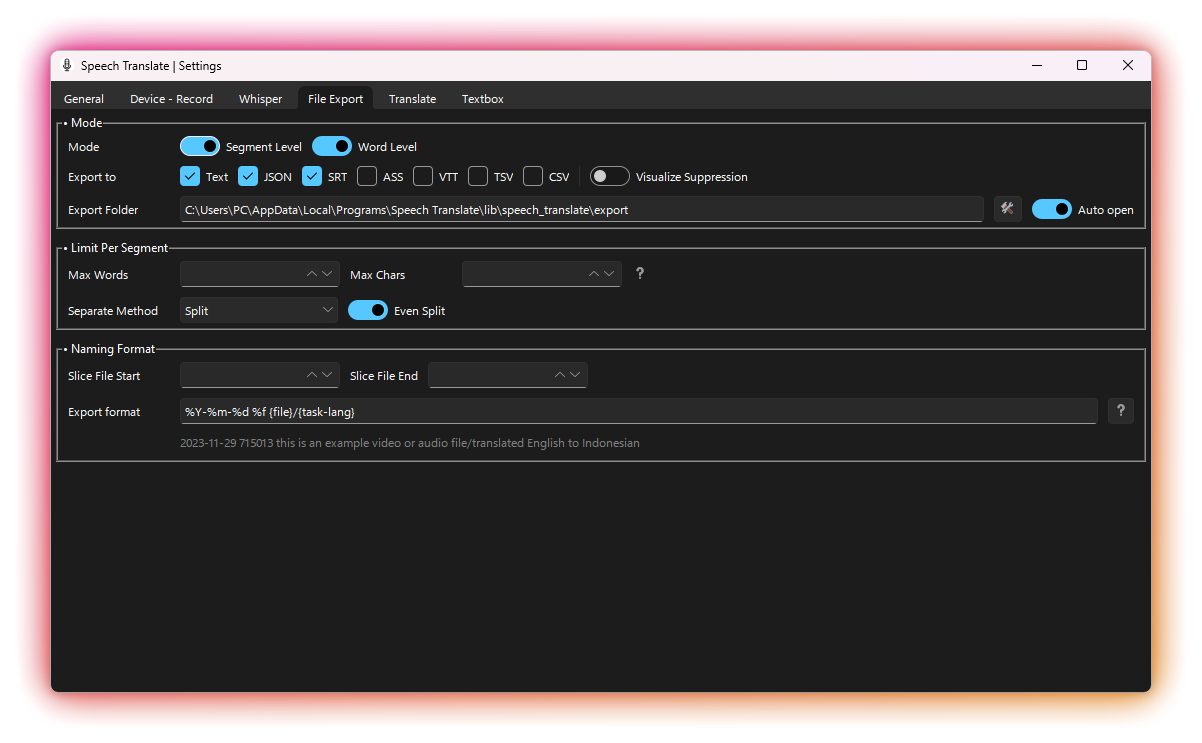 Speech Translate | Settings
General Device - Record Whisper File Export Translate Textbox
• Mode
Mode Segment Level Word Level
Export to Text JSON SRT ASS VTT TSV CSV Visualize Suppression
Export Folder C:\Users\PC\AppData\Local\Programs\Speech Translate\lib\speech_translate\export Auto open
• Limit Per Segment
Max Words Max Chars ?
Separate Method Split Even Split
• Naming Format
Slice File Start Slice File End
Export format %Y-%m-%d %f {file}/{task-lang} ?
2023-11-29 715013 this is an example video or audio file/translated English to Indonesian